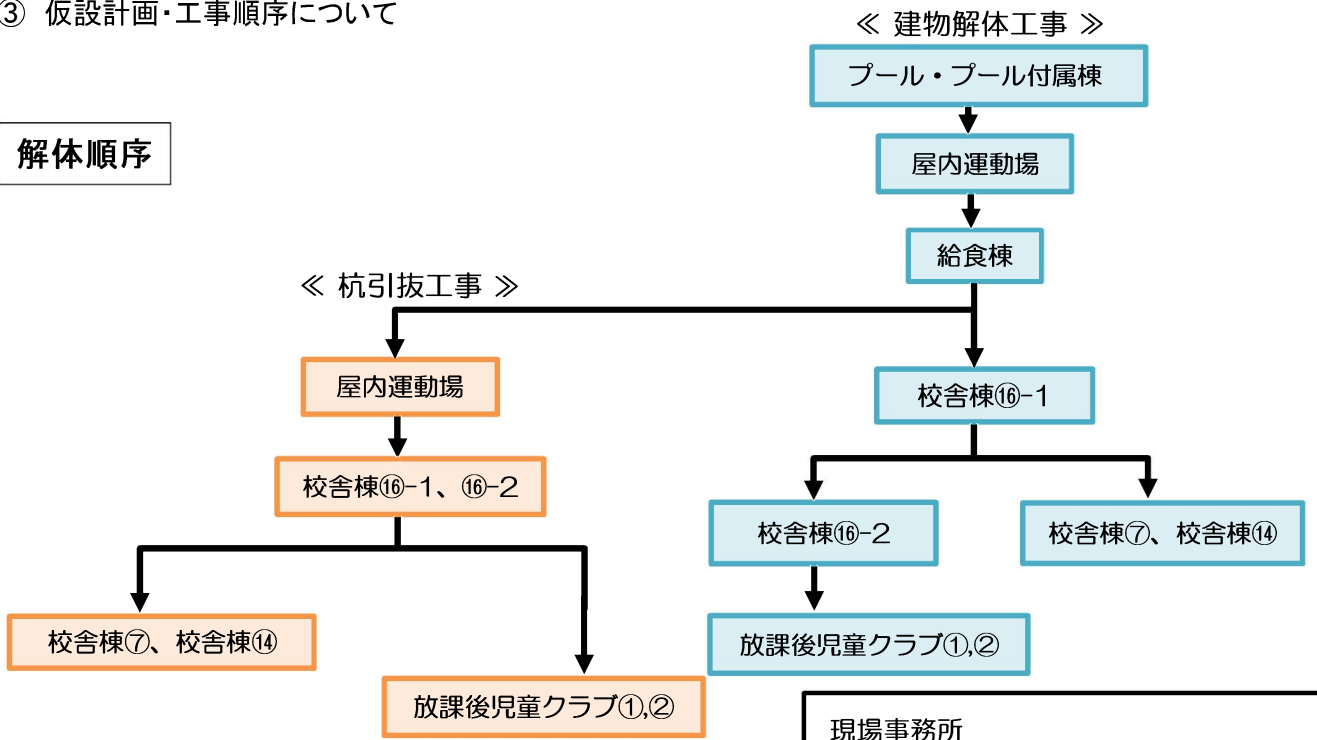 ③ 仮設計画・工事順序について
≪ 建物解体工事 ≫
プール・プール付属棟
解体順序
屋内運動場
給食棟
≪ 杭引抜工事 ≫
屋内運動場
校舎棟⑯-1
校舎棟⑯-1、⑯-2
校舎棟⑯-2
校舎棟⑦、校舎棟⑭
校舎棟⑦、校舎棟⑭
放課後児童クラブ①,②
放課後児童クラブ①,②
現場事務所